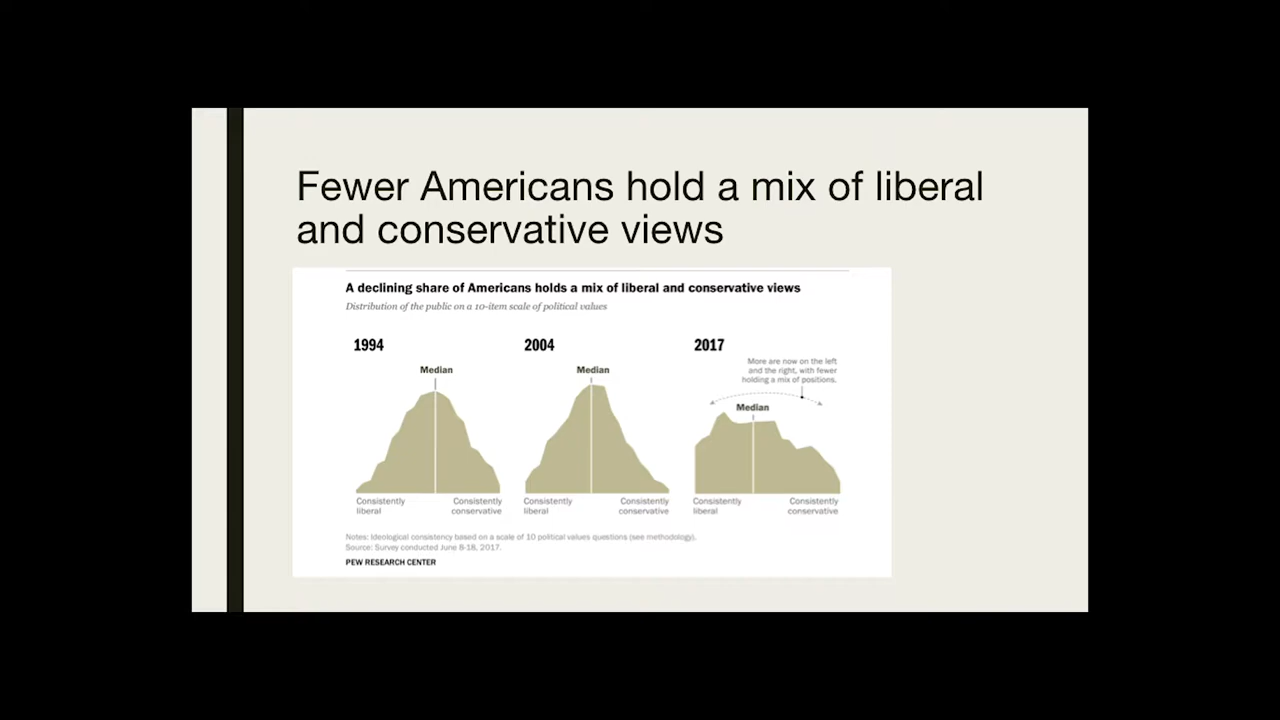 Fewer Americans hold a mix of liberal
and conservative views
A declining share of Americans holds a mix of liberal and conservative views
Distribution of the public on a 10-item scale of political values
1994
2004
2017
More are now on the left
and the right, with fewer
holding a mix of positions.
Median
Median
Median
Consistently
liberal
Consistently
conservative
Consistently
liberal
Consistently
conservative
Consistently
liberal
Consistently
conservative
Notes: Ideological consistency based on a scale of 10 political values questions (see methodology).
Source: Survey conducted June 8-18, 2017.
PEW RESEARCH CENTER